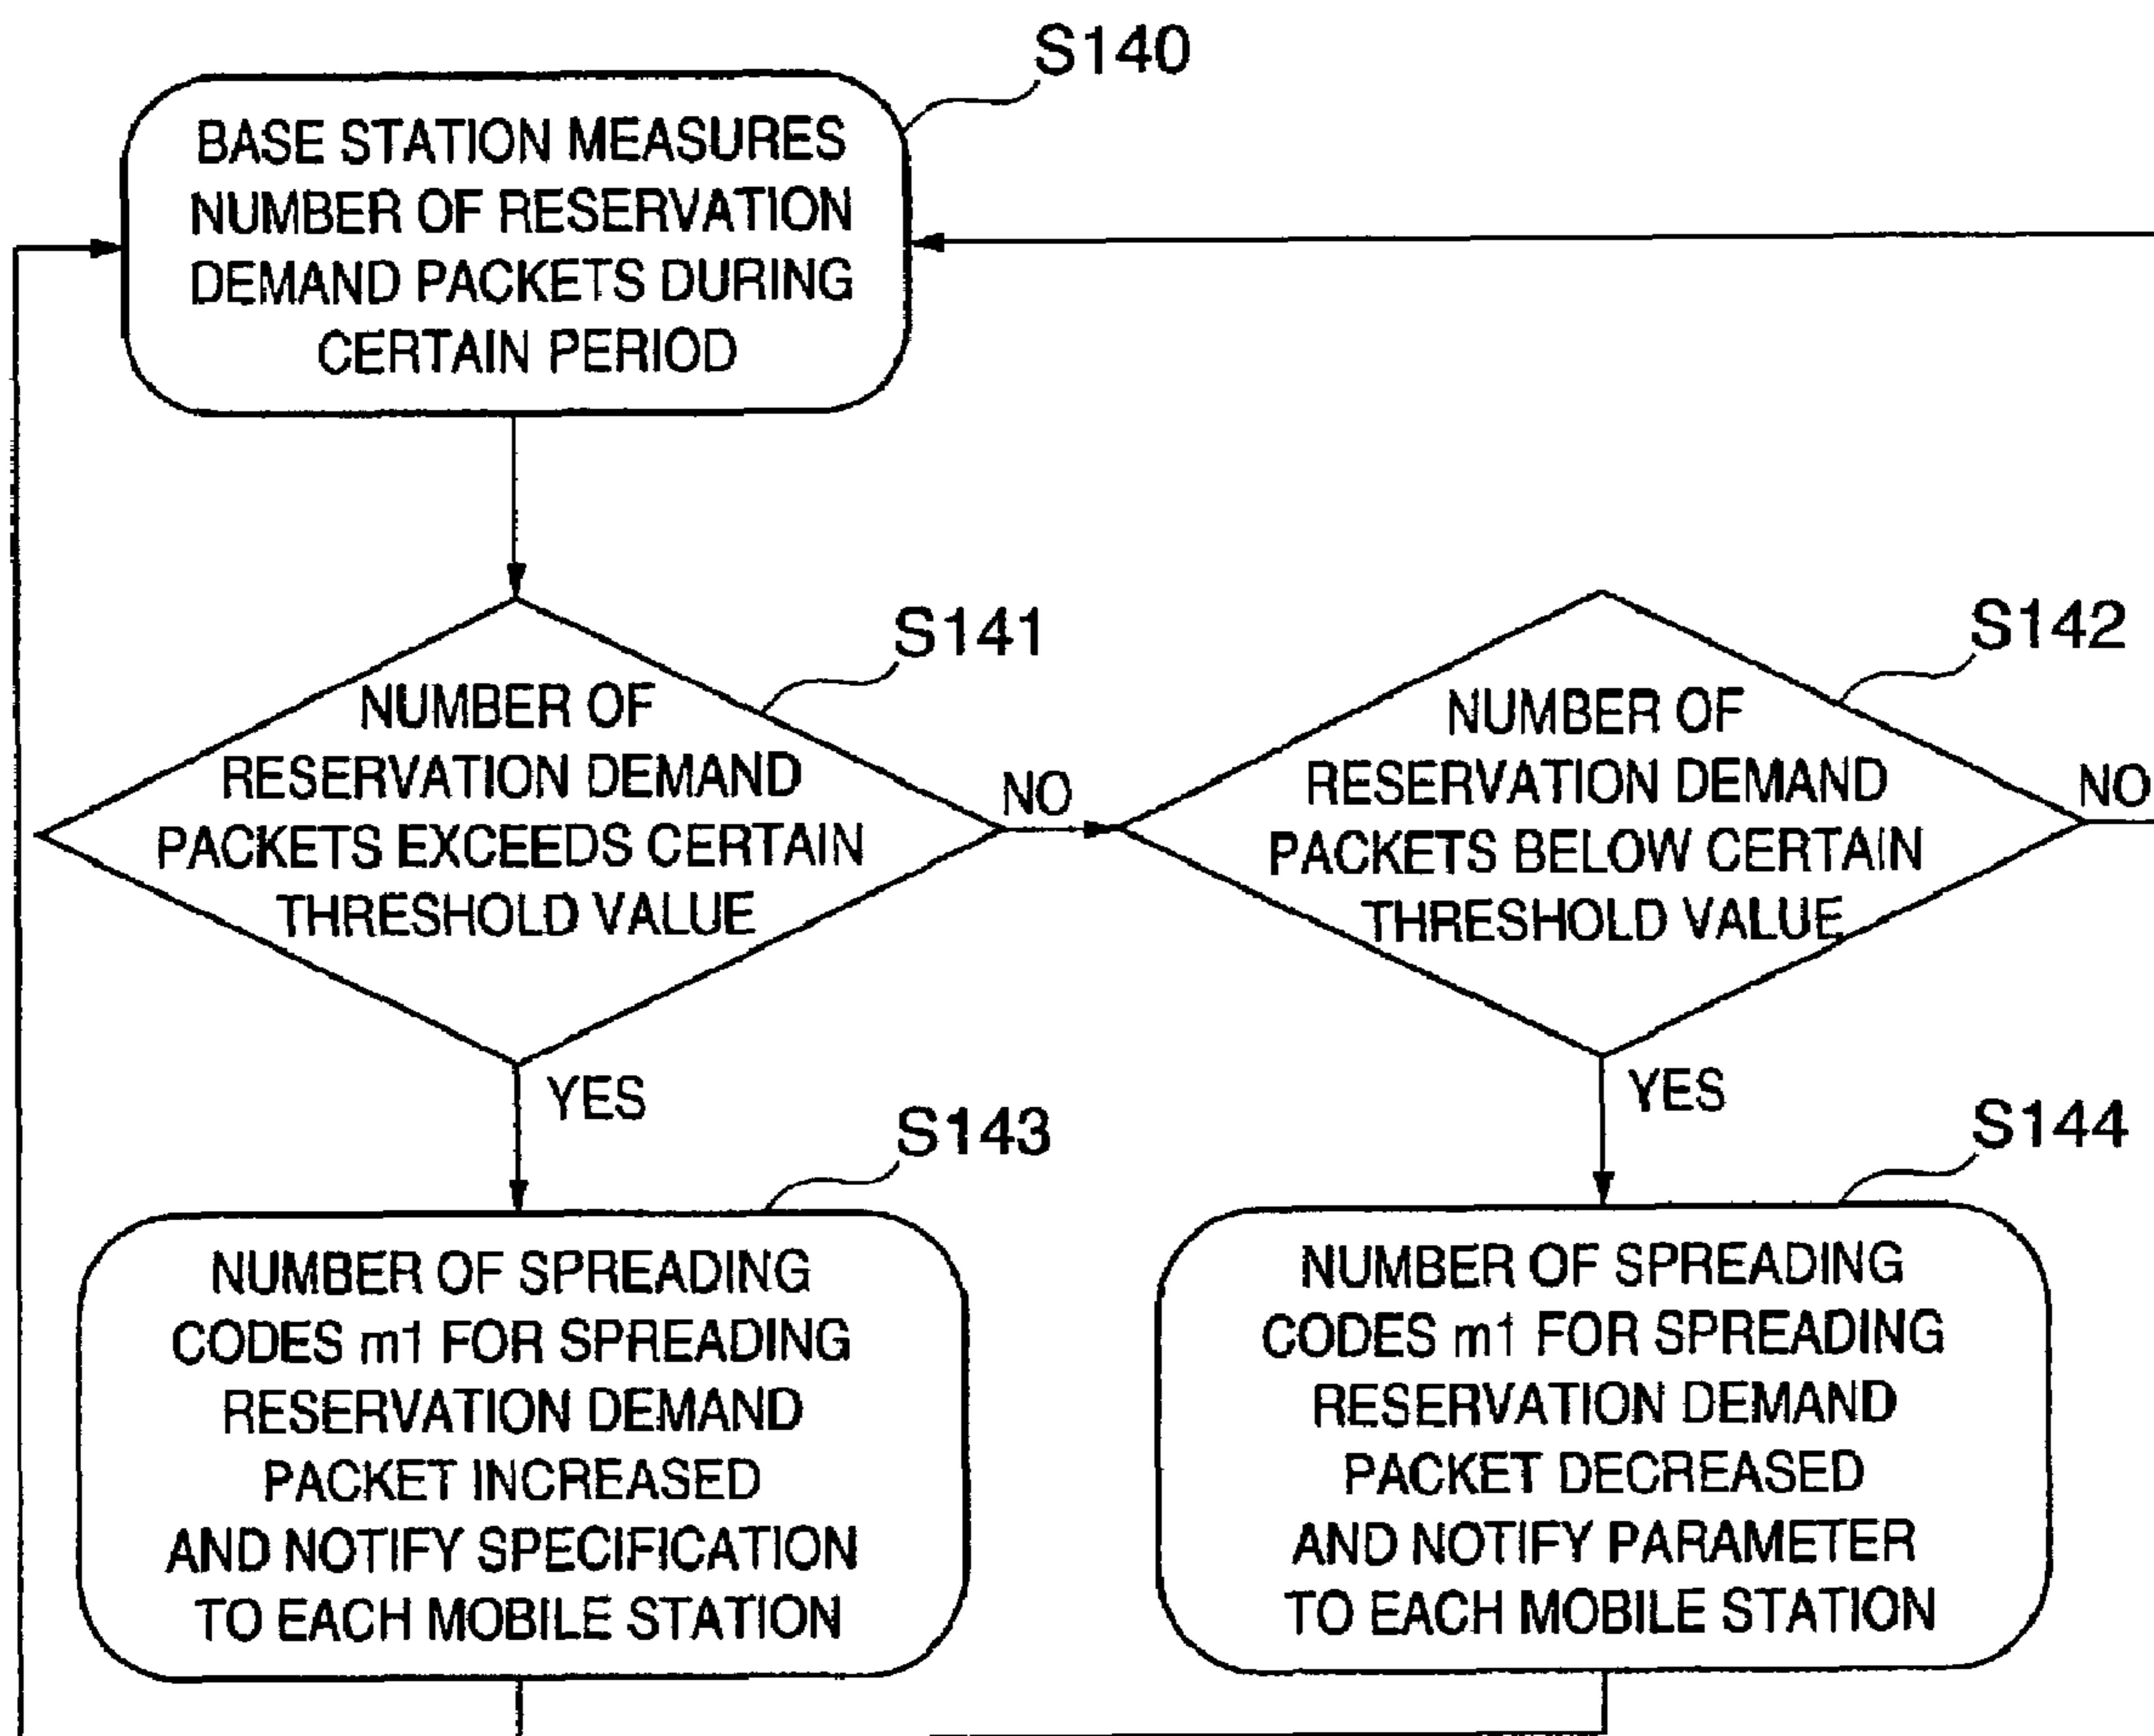 S140
BASE STATION MEASURES
NUMBER OF RESERVATION
DEMAND PACKETS DURING
CERTAIN PERIOD
S141
NUMBER OF
RESERVATION DEMAND
PACKETS EXCEEDS CERTAIN
THRESHOLD VALUE
NO
YES
S142
NUMBER OF
RESERVATION DEMAND
PACKETS BELOW CERTAIN
THRESHOLD VALUE
NO
YES
S143
NUMBER OF SPREADING
CODES m1 FOR SPREADING
RESERVATION DEMAND
PACKET INCREASED
AND NOTIFY SPECIFICATION
TO EACH MOBILE STATION
S144
NUMBER OF SPREADING
CODES m1 FOR SPREADING
RESERVATION DEMAND
PACKET DECREASED
AND NOTIFY PARAMETER
TO EACH MOBILE STATION